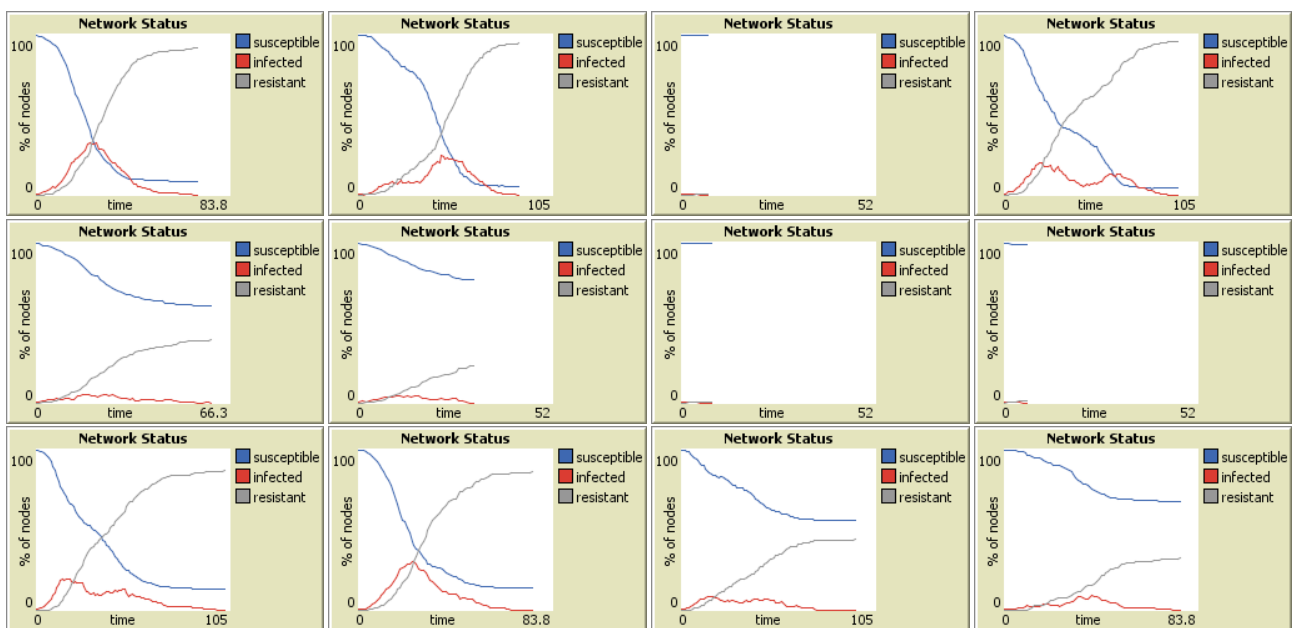 Network Status
100
% of nodes
0
0 time 83.8
susceptible
infected
resistant
Network Status
100
% of nodes
0
0 time 105
susceptible
infected
resistant
Network Status
100
% of nodes
0
0 time 52
susceptible
infected
resistant
Network Status
100
% of nodes
0
0 time 105
susceptible
infected
resistant
Network Status
100
% of nodes
0
0 time 66.3
susceptible
infected
resistant
Network Status
100
% of nodes
0
0 time 52
susceptible
infected
resistant
Network Status
100
% of nodes
0
0 time 52
susceptible
infected
resistant
Network Status
100
% of nodes
0
0 time 52
susceptible
infected
resistant
Network Status
100
% of nodes
0
0 time 105
susceptible
infected
resistant
Network Status
100
% of nodes
0
0 time 83.8
susceptible
infected
resistant
Network Status
100
% of nodes
0
0 time 105
susceptible
infected
resistant
Network Status
100
% of nodes
0
0 time 83.8
susceptible
infected
resistant